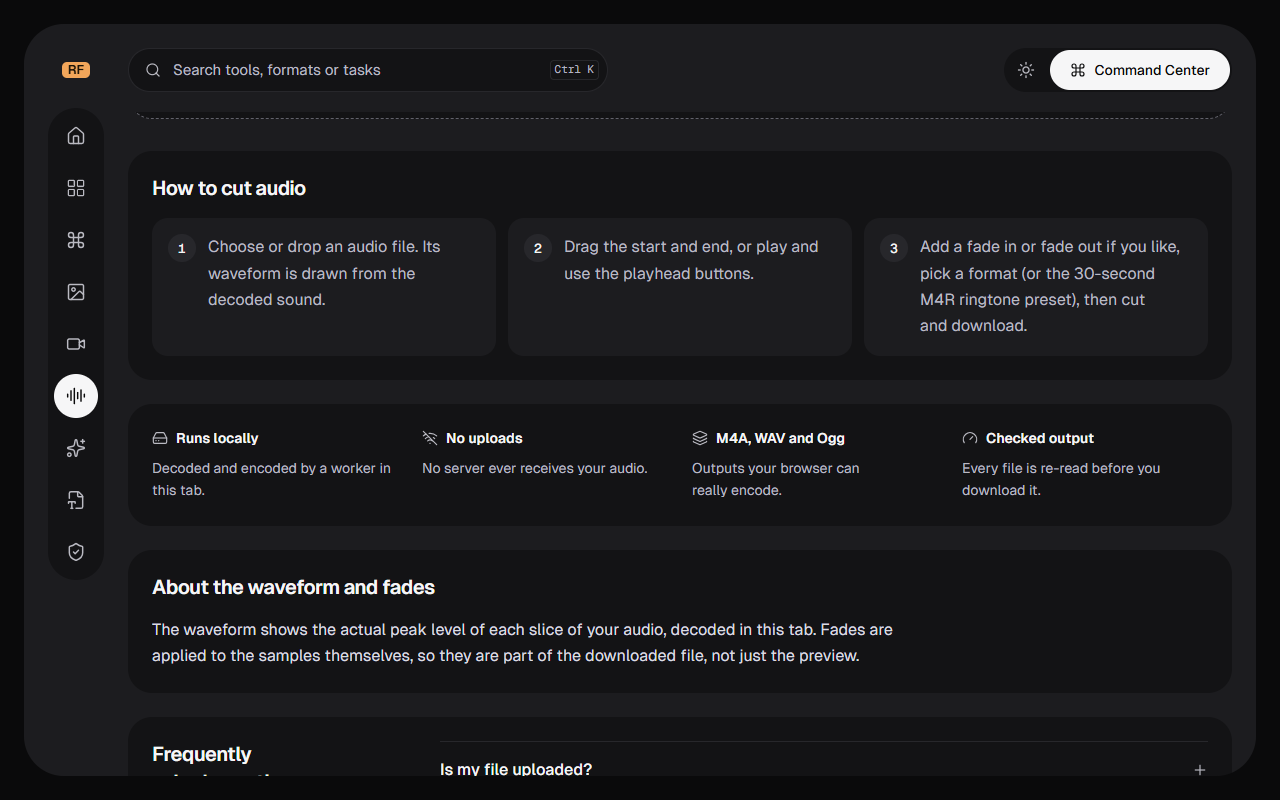 RF
Search tools, formats or tasks
Ctrl K
Command Center
How to cut audio
1
Choose or drop an audio file. Its
waveform is drawn from the
decoded sound.
2
Drag the start and end, or play and
use the playhead buttons.
3
Add a fade in or fade out if you like,
pick a format (or the 30-second
M4R ringtone preset), then cut
and download.
Runs locally
Decoded and encoded by a worker in
this tab.
No uploads
No server ever receives your audio.
M4A, WAV and Ogg
Outputs your browser can
really encode.
Checked output
Every file is re-read before you
download it.
About the waveform and fades
The waveform shows the actual peak level of each slice of your audio, decoded in this tab. Fades are
applied to the samples themselves, so they are part of the downloaded file, not just the preview.
Frequently
Is my file uploaded?